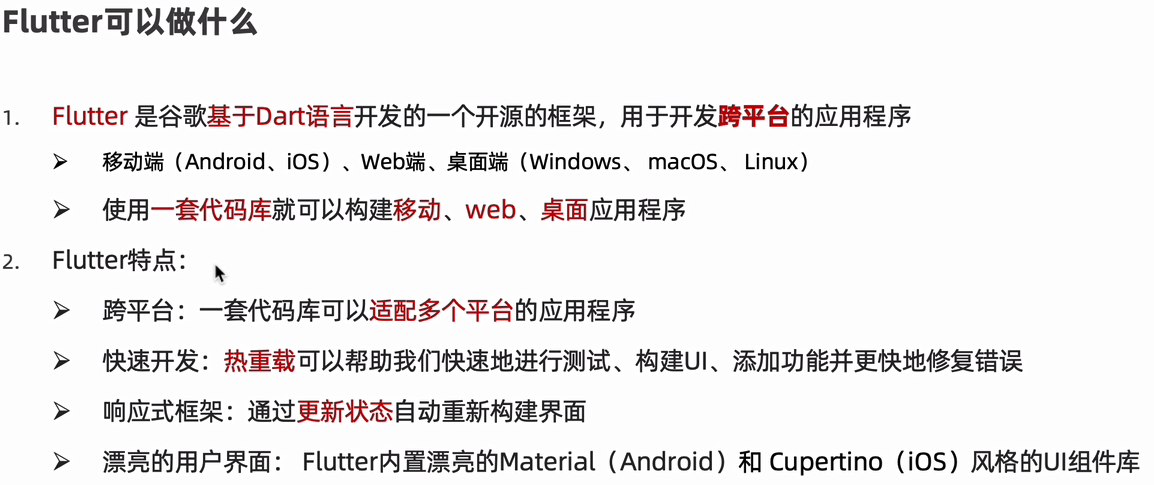 Flutter可以做什么
1. Flutter 是谷歌基于Dart语言开发的一个开源的框架，用于开发跨平台的应用程序
➢ 移动端（Android、iOS）、Web端、桌面端（Windows、 macOS、 Linux）
➢ 使用一套代码库就可以构建移动、web、桌面应用程序
2. Flutter特点：
➢ 跨平台：一套代码库可以适配多个平台的应用程序
➢ 快速开发：热重载可以帮助我们快速地进行测试、构建UI、添加功能并更快地修复错误
➢ 响应式框架：通过更新状态自动重新构建界面
➢ 漂亮的用户界面： Flutter内置漂亮的Material（Android）和 Cupertino（iOS）风格的UI组件库